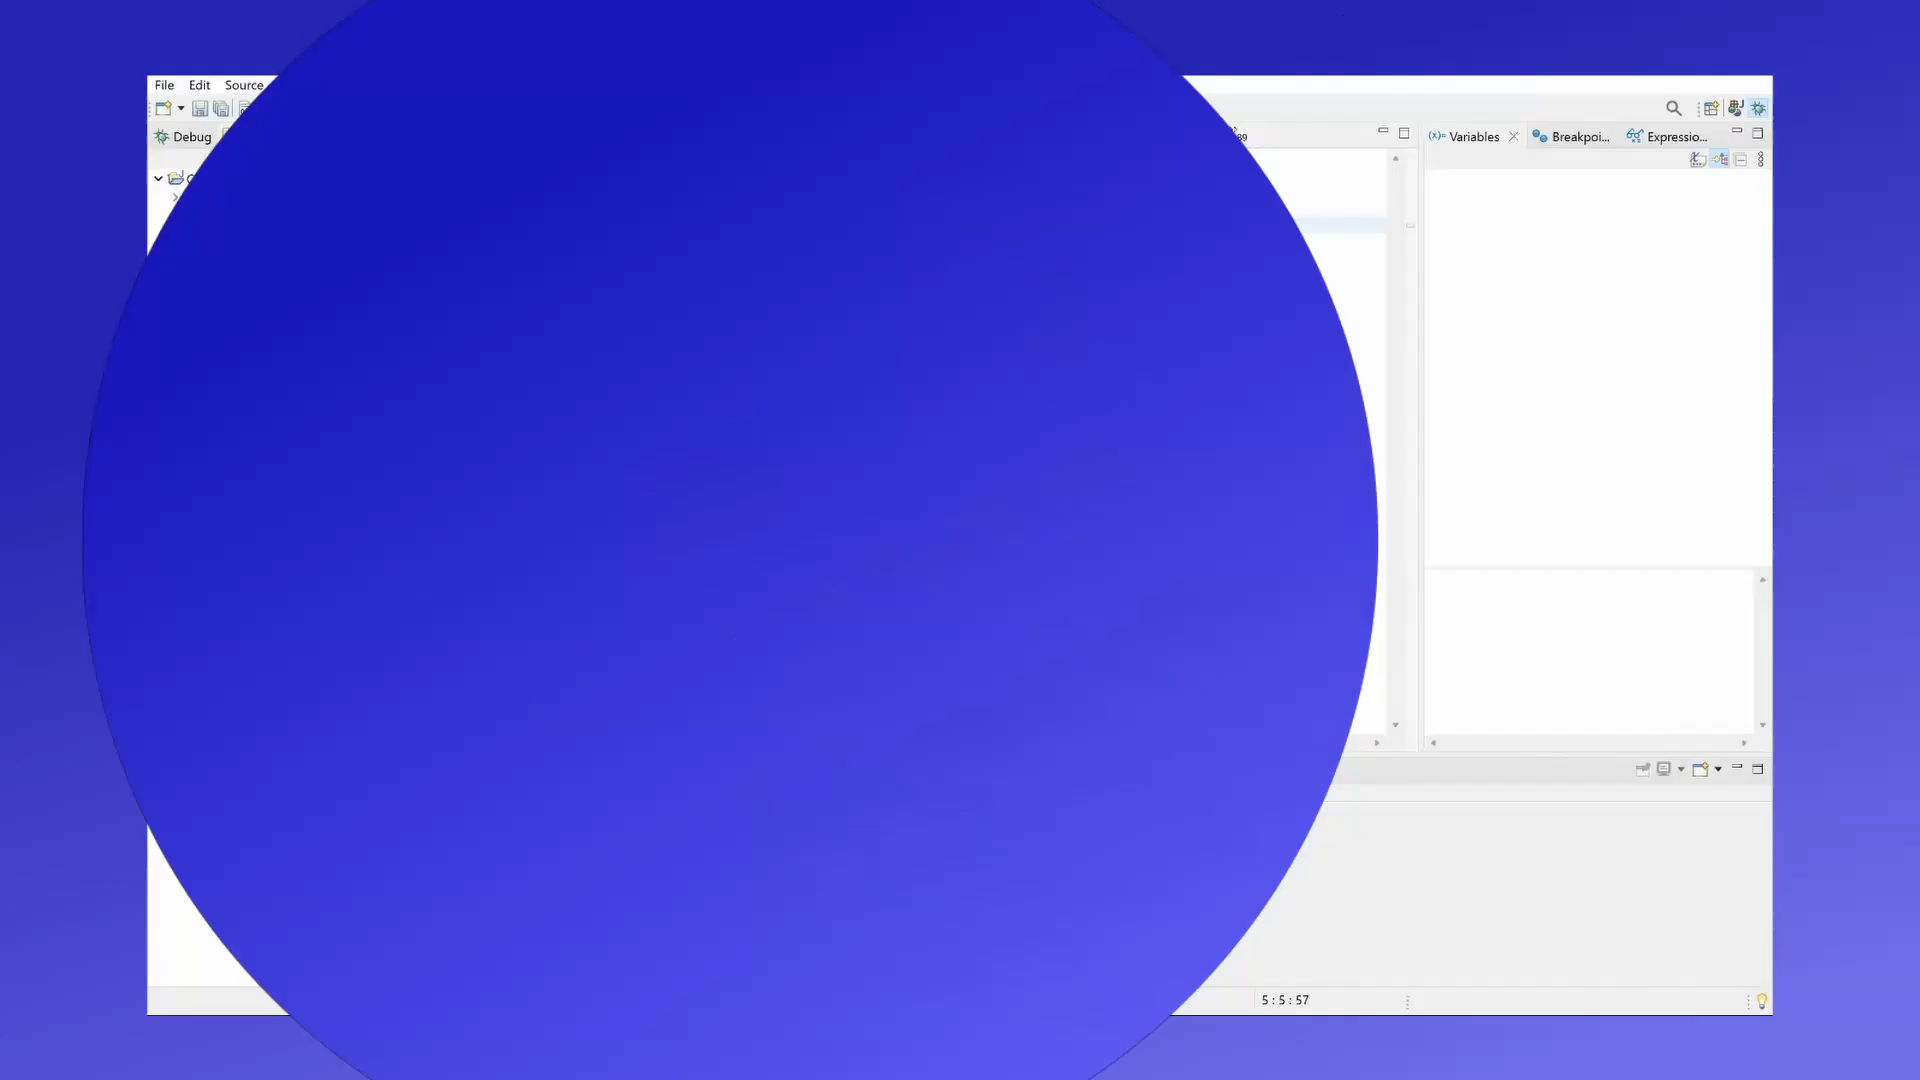 File Edit Source
Debug
Variables Breakpoi... Expressio...
5 : 5 : 57